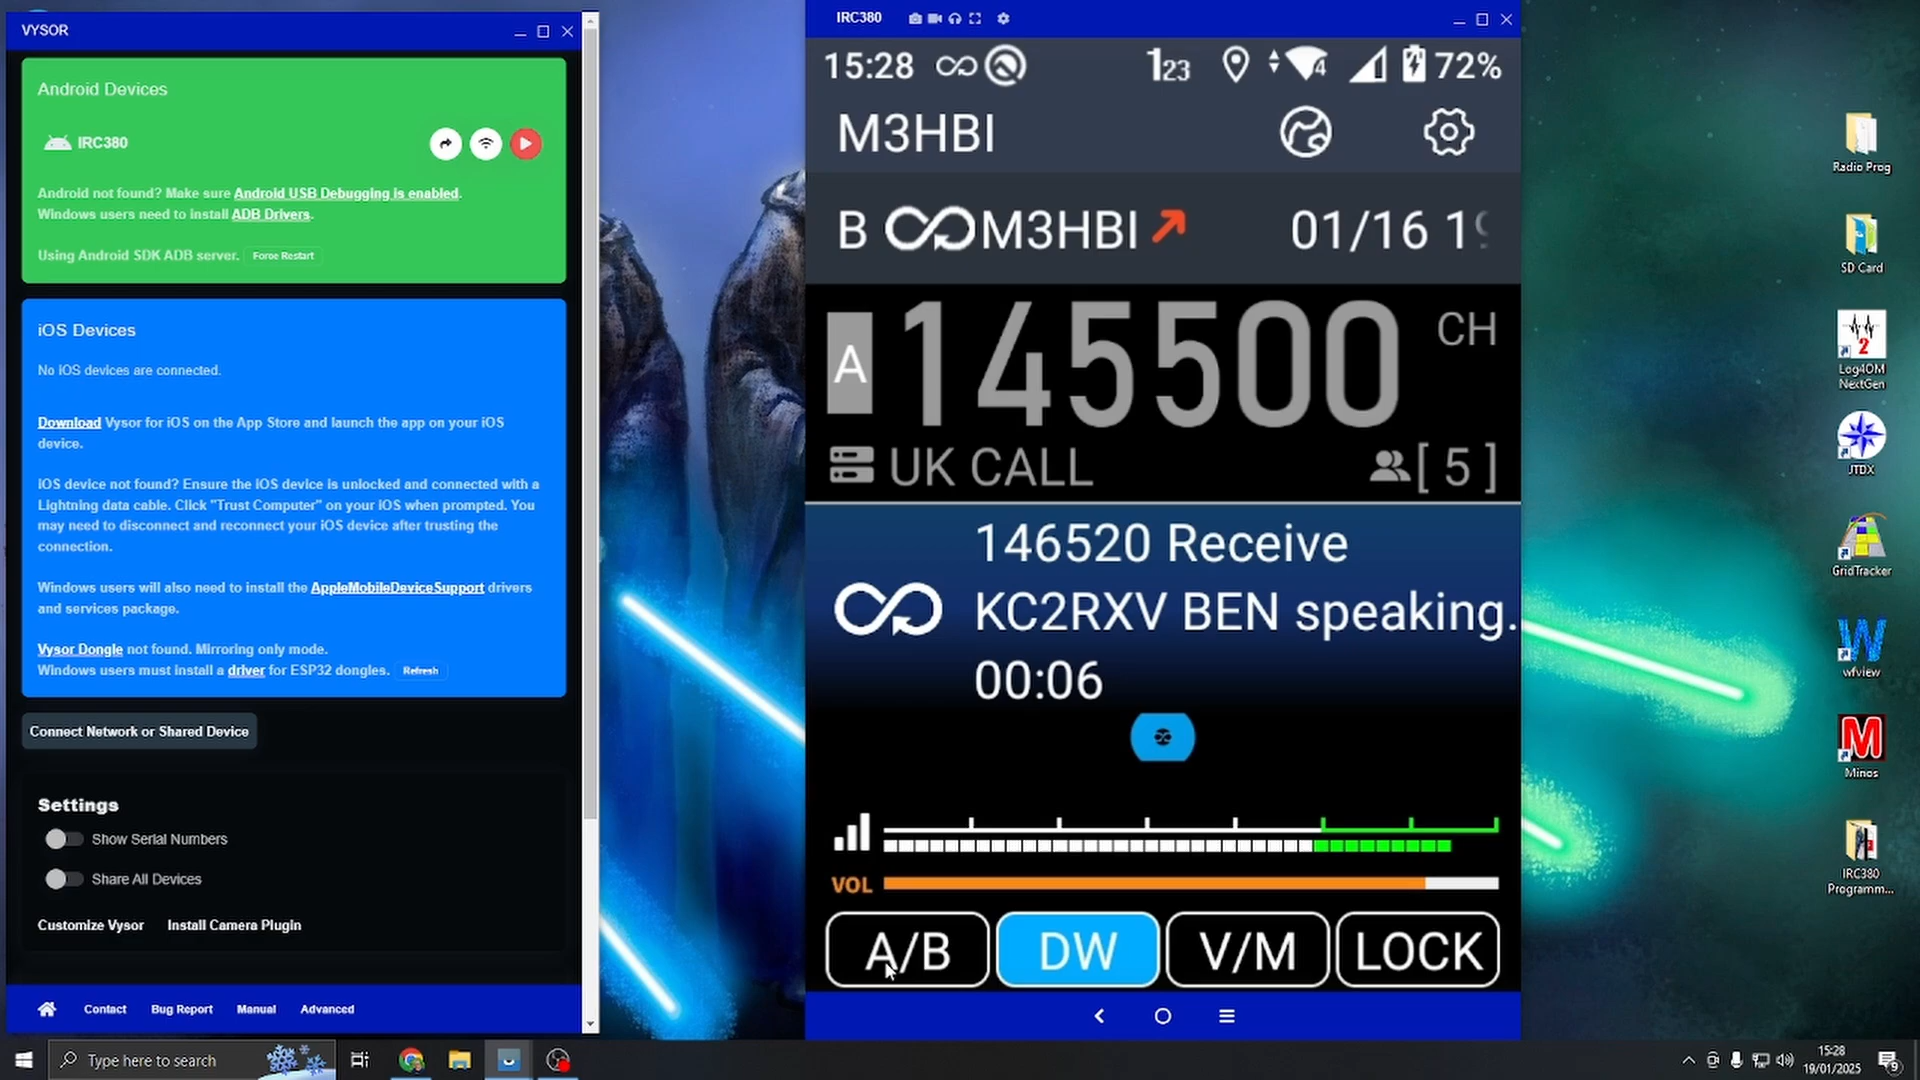 VYSOR
Android Devices
IRC380
Android not found? Make sure Android USB Debugging is enabled.
Windows users need to install ADB Drivers.
Using Android SDK ADB server. Force Restart
iOS Devices
No iOS devices are connected.
Download Vysor for iOS on the App Store and launch the app on your iOS
device.
iOS device not found? Ensure the iOS device is unlocked and connected with a
Lightning data cable. Click "Trust Computer" on your iOS when prompted. You
may need to disconnect and reconnect your iOS device after trusting the
connection.
Windows users will also need to install the AppleMobileDeviceSupport drivers
and services package.
Vysor Dongle not found. Mirroring only mode.
Windows users must install a driver for ESP32 dongles. Refresh
Connect Network or Shared Device
Settings
Show Serial Numbers
Share All Devices
Customize Vysor Install Camera Plugin
Contact Bug Report Manual Advanced
IRC380
15:28 123 4 72%
M3HBI
B M3HBI 01/16 19
A 145500 CH
UK CALL [ 5 ]
146520 Receive
KC2RXV BEN speaking.
00:06
VOL
A/B DW V/M LOCK
Radio Prog
SD Card
2
Log4OM
NextGen
JTDX
GridTracker
wfview
Minos
IRC380
Programm...
Type here to search
15:28
19/01/2025
9